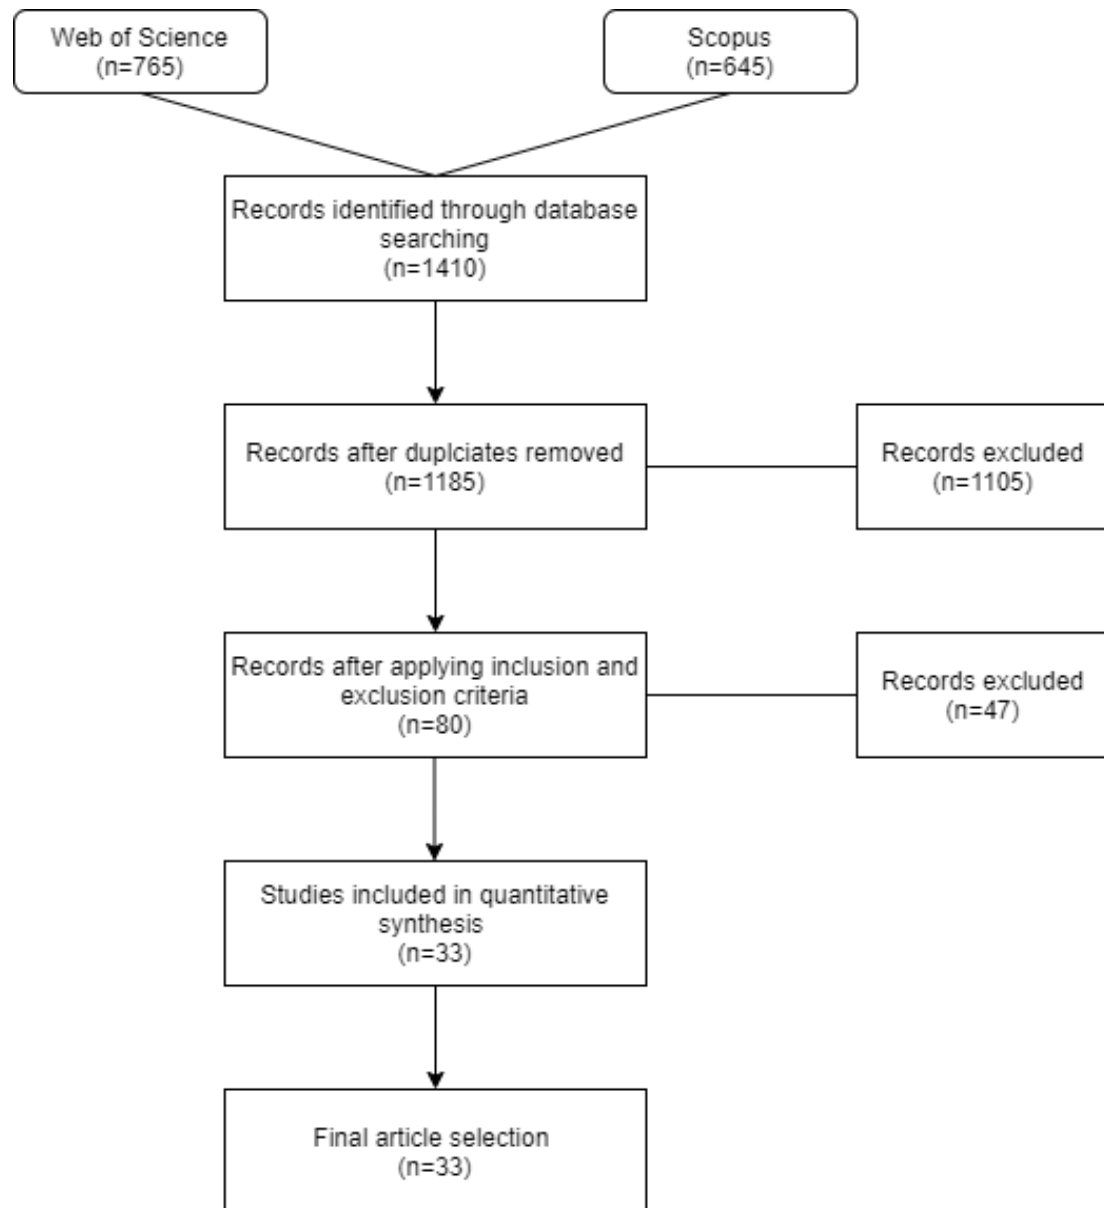 Web of Science
(n=765)
Scopus
(n=645)
Records identified through database
searching
(n=1410)
Records after duplciates removed
(n=1185)
Records excluded
(n=1105)
Records after applying inclusion and
exclusion criteria
(n=80)
Records excluded
(n=47)
Studies included in quantitative
synthesis
(n=33)
Final article selection
(n=33)